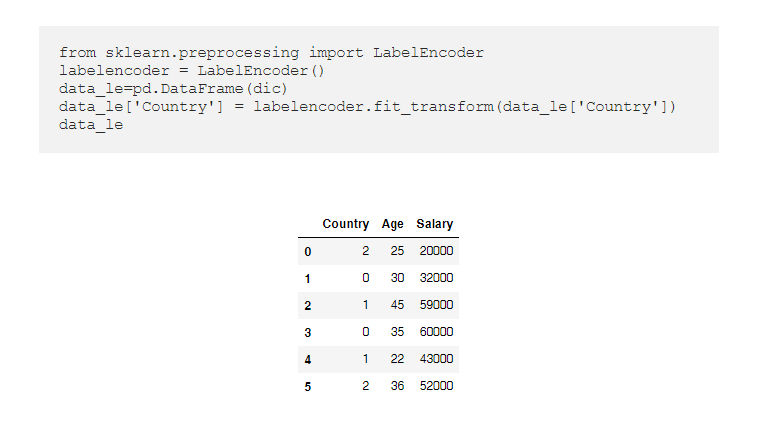 from sklearn.preprocessing import LabelEncoder
labelencoder = LabelEncoder()
data_le=pd.DataFrame(dic)
data_le['Country'] = labelencoder.fit_transform(data_le['Country'])
data_le
Country Age Salary
0 2 25 20000
1 0 30 32000
2 1 45 59000
3 0 35 60000
4 1 22 43000
5 2 36 52000